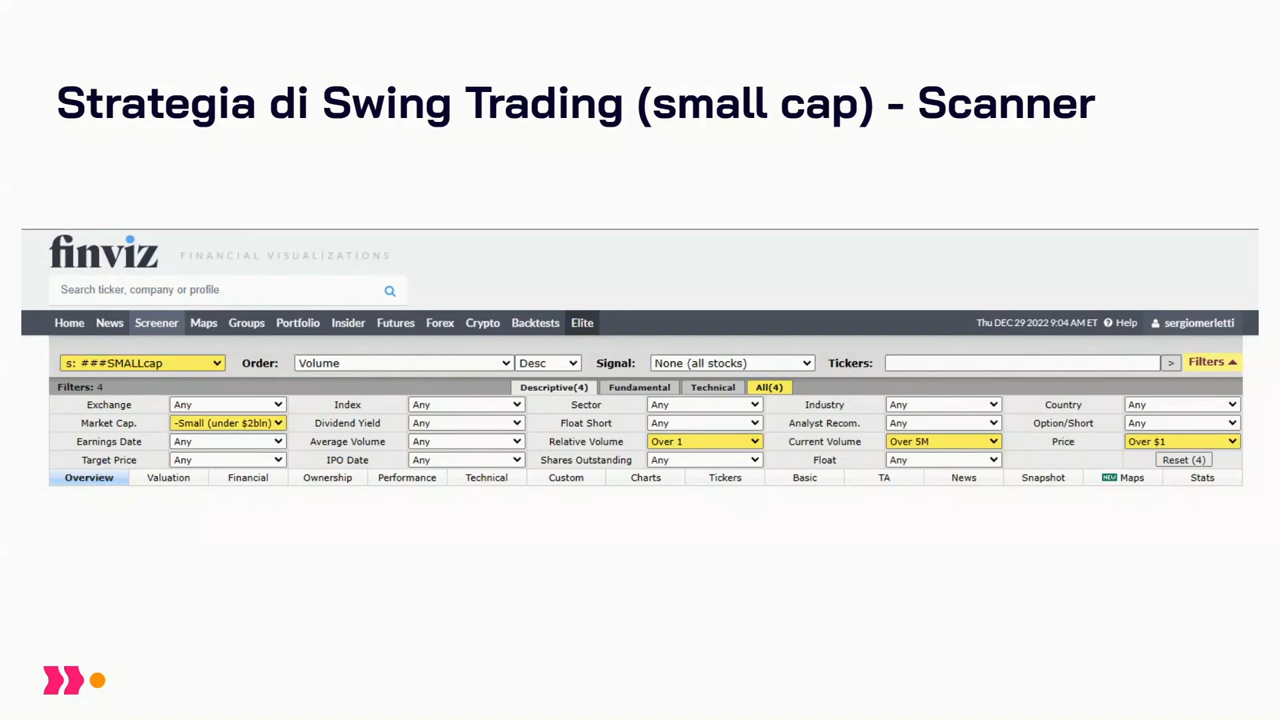 Strategia di Swing Trading (small cap) - Scanner
finviz FINANCIAL VISUALIZATIONS
Search ticker, company or profile
Home News Screener Maps Groups Portfolio Insider Futures Forex Crypto Backtests Elite Thu DEC 29 2022 9:04 AM ET Help sergiomerletti
s: ###SMALLcap Order: Volume Desc Signal: None (all stocks) Tickers: > Filters
Filters: 4 Descriptive(4) Fundamental Technical All(4)
Exchange Any Index Any Sector Any Industry Any Country Any
Market Cap. -Small (under $2bln) Dividend Yield Any Float Short Any Analyst Recom. Any Option/Short Any
Earnings Date Any Average Volume Any Relative Volume Over 1 Current Volume Over 5M Price Over $1
Target Price Any IPO Date Any Shares Outstanding Any Float Any Reset (4)
Overview Valuation Financial Ownership Performance Technical Custom Charts Tickers Basic TA News Snapshot NEW Maps Stats